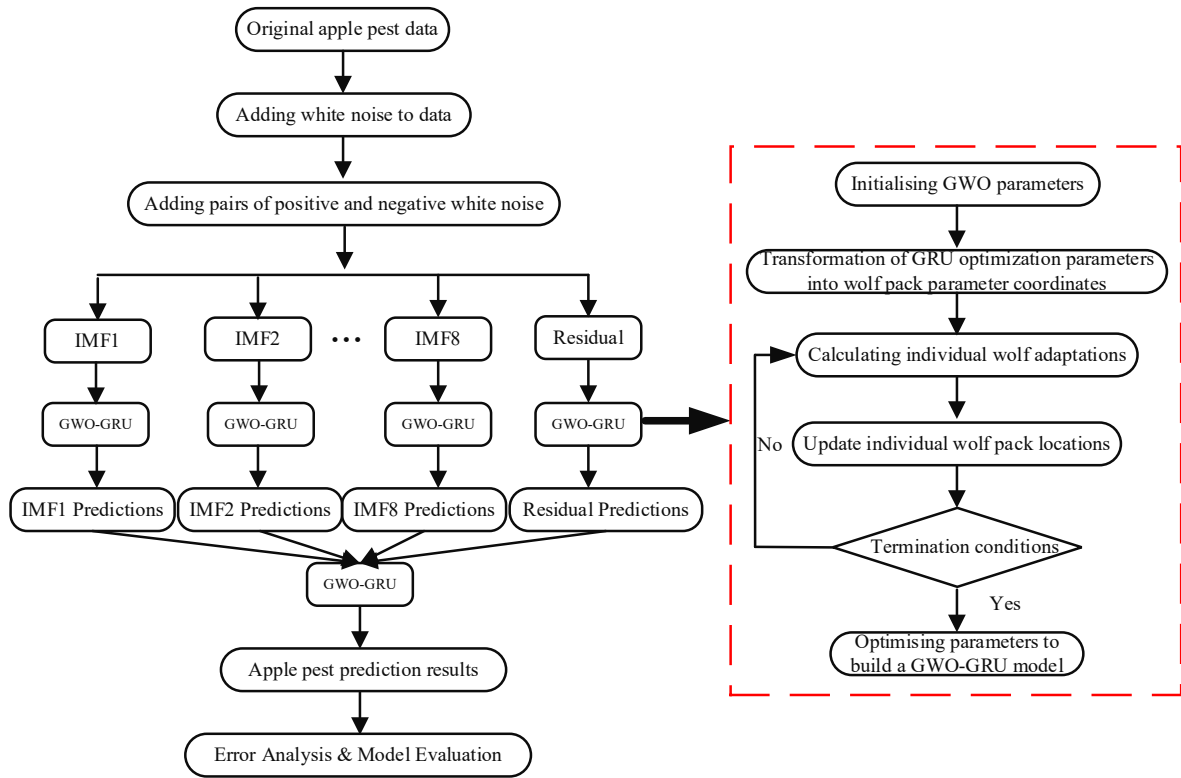 Original apple pest data
Adding white noise to data
Adding pairs of positive and negative white noise
IMF1
IMF2
...
IMF8
Residual
GWO-GRU
GWO-GRU
GWO-GRU
GWO-GRU
IMF1 Predictions
IMF2 Predictions
IMF8 Predictions
Residual Predictions
GWO-GRU
Apple pest prediction results
Error Analysis & Model Evaluation
Initialising GWO parameters
Transformation of GRU optimization parameters
into wolf pack parameter coordinates
Calculating individual wolf adaptations
Update individual wolf pack locations
No
Termination conditions
Yes
Optimising parameters to
build a GWO-GRU model